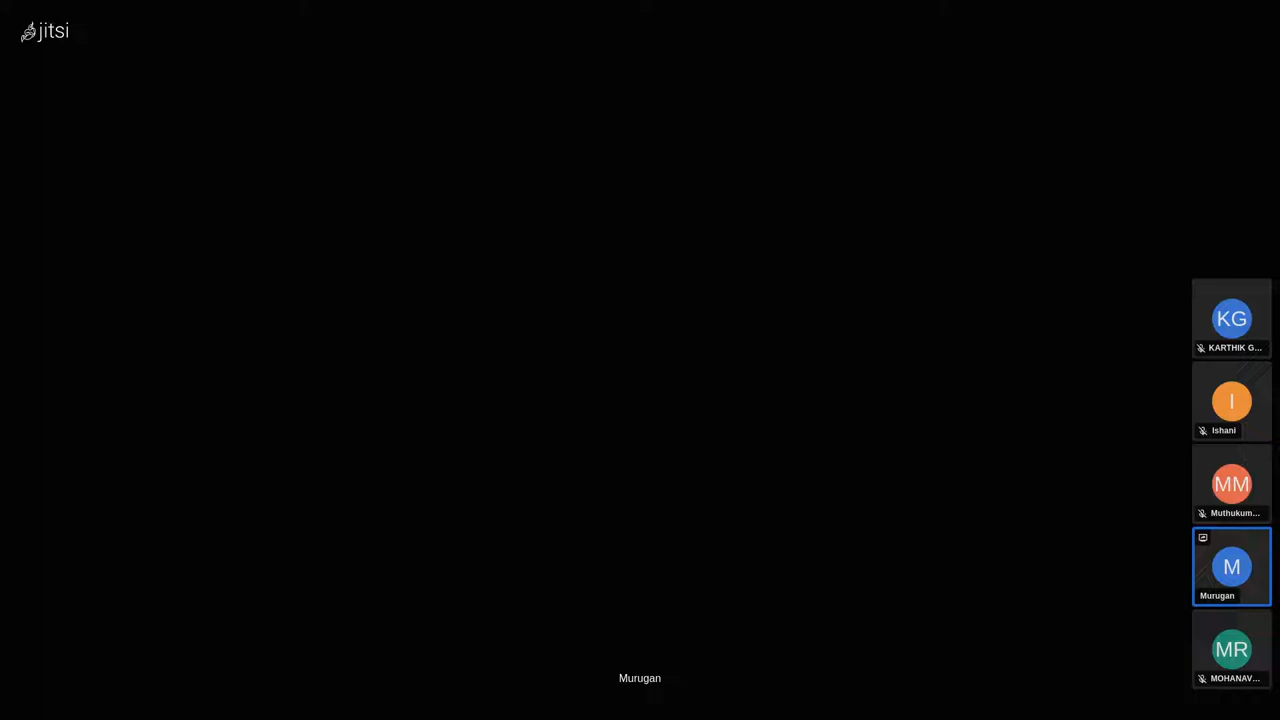 jitsi
KG
KARTHIK G...
I
Ishani
MM
Muthukum...
M
Murugan
MR
MOHANAV...
Murugan